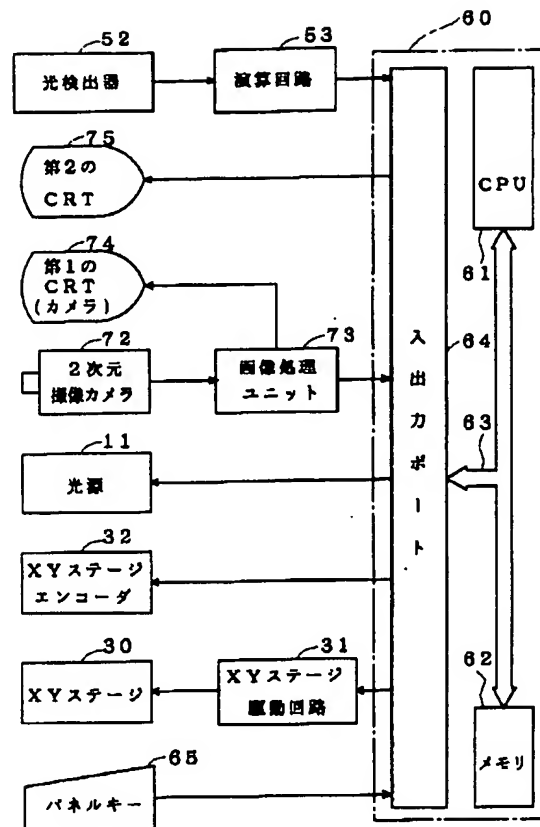 52
光検出器
53
演算回路
60
75
第2の
CRT
74
第1の
CRT
(カメラ)
72
2次元
撮像カメラ
73
画像処理
ユニット
11
光源
32
XYステージ
エンコーダ
30
XYステージ
31
XYステージ
駆動回路
65
パネルキー
入出力ポート
64
CPU
61
63
62
メモリ